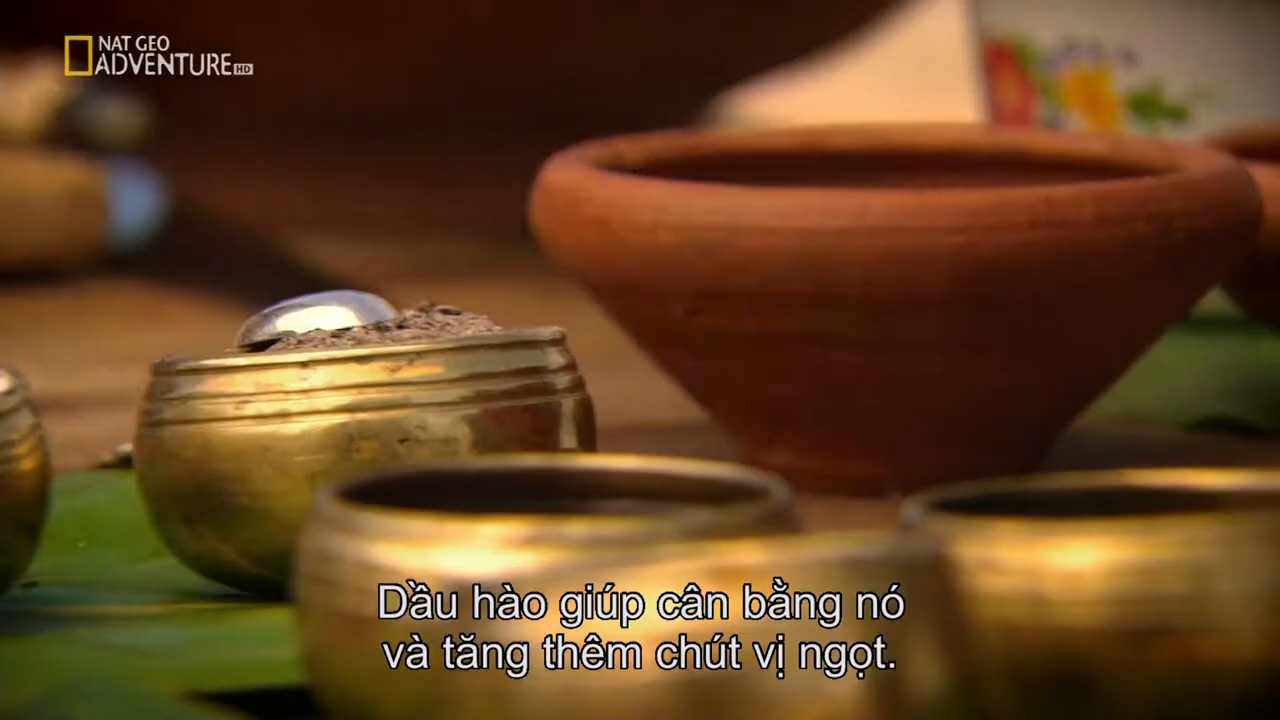 NAT GEO
ADVENTURE HD
Dầu hào giúp cân bằng nó
và tăng thêm chút vị ngọt.